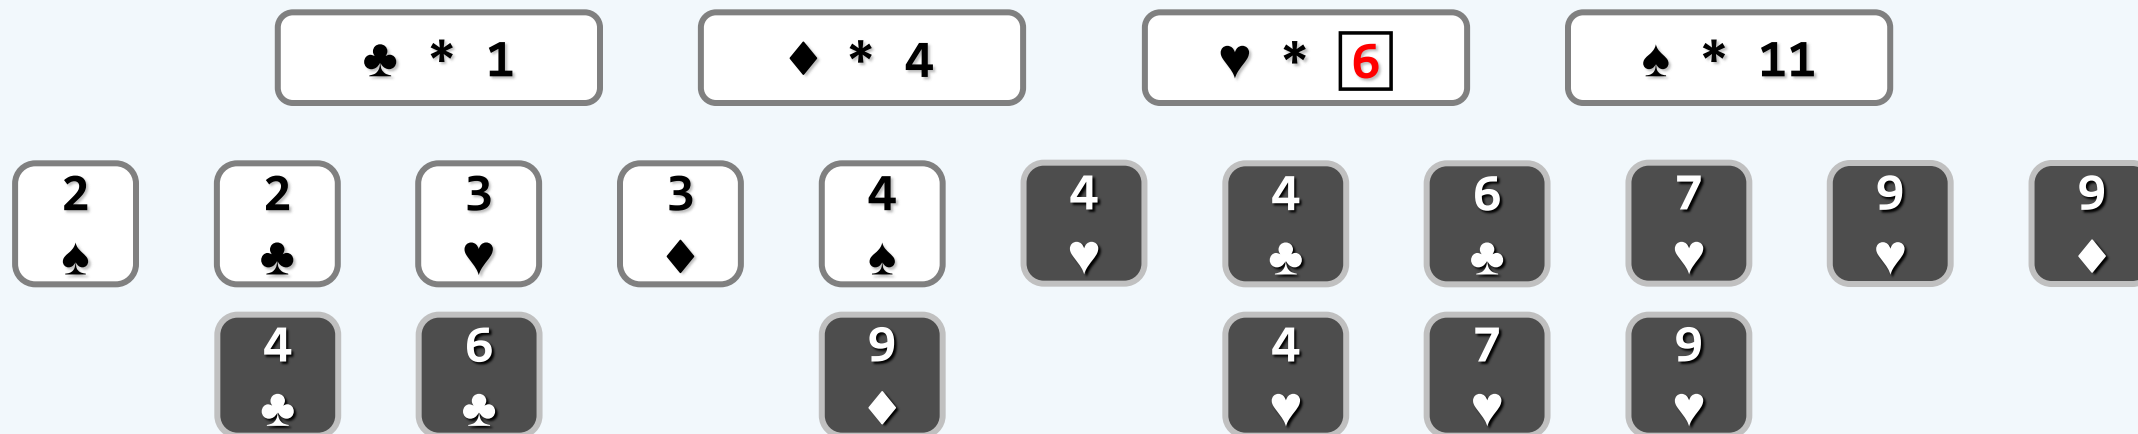 ♣ * 1 ♦ * 4 ♥ * 6 ♠ * 11
2 2 3 3 4 4 4 6 7 9 9
♠ ♣ ♥ ♦ ♠ ♥ ♣ ♣ ♥ ♥ ♦
4 6 9 4 7 9
♣ ♣ ♦ ♥ ♥ ♥